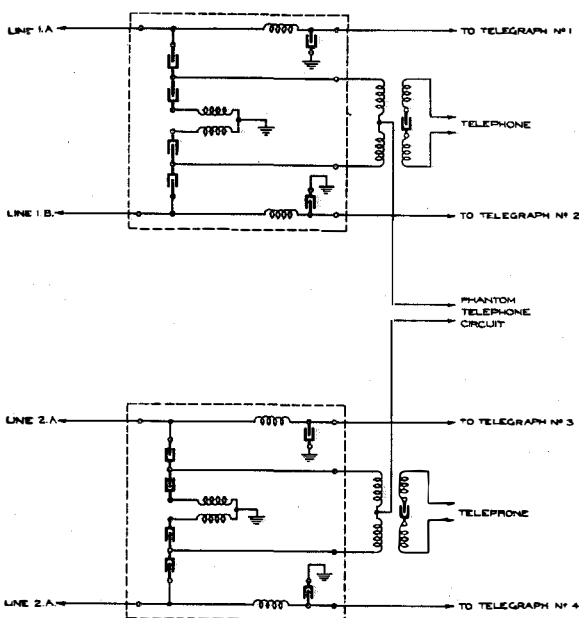 LINE 1.A
TO TELEGRAPH Nº 1
TELEPHONE
LINE 1.B.
TO TELEGRAPH Nº 2
PHANTOM
TELEPHONE
CIRCUIT
LINE 2.A
TO TELEGRAPH Nº 3
TELEPHONE
LINE 2.A.
TO TELEGRAPH Nº 4